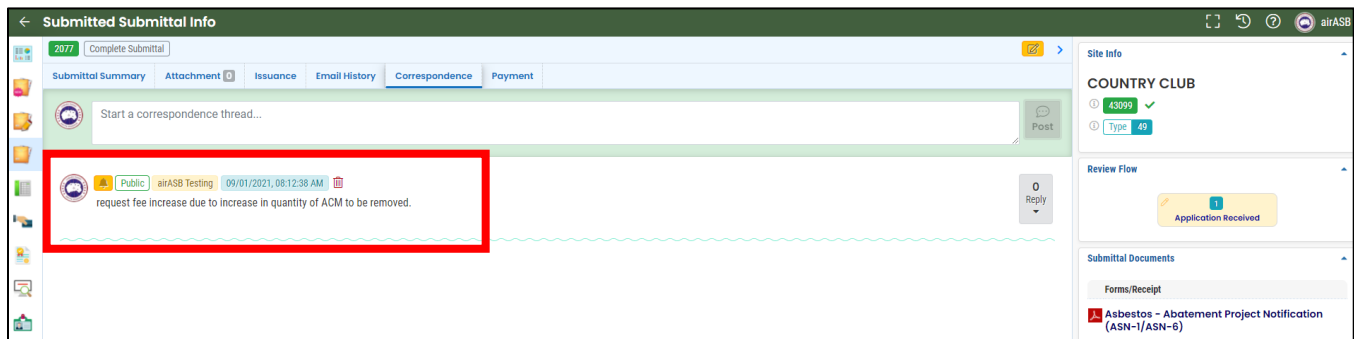 Submitted Submittal Info
airASB
2077 Complete Submittal
Submittal Summary Attachment 0 Issuance Email History Correspondence Payment
Start a correspondence thread...
Post
Public airASB Testing 09/01/2021, 08:12:38 AM
request fee increase due to increase in quantity of ACM to be removed.
0
Reply
Site Info
COUNTRY CLUB
43099
Type 49
Review Flow
1
Application Received
Submittal Documents
Forms/Receipt
Asbestos - Abatement Project Notification
(ASN-1/ASN-6)